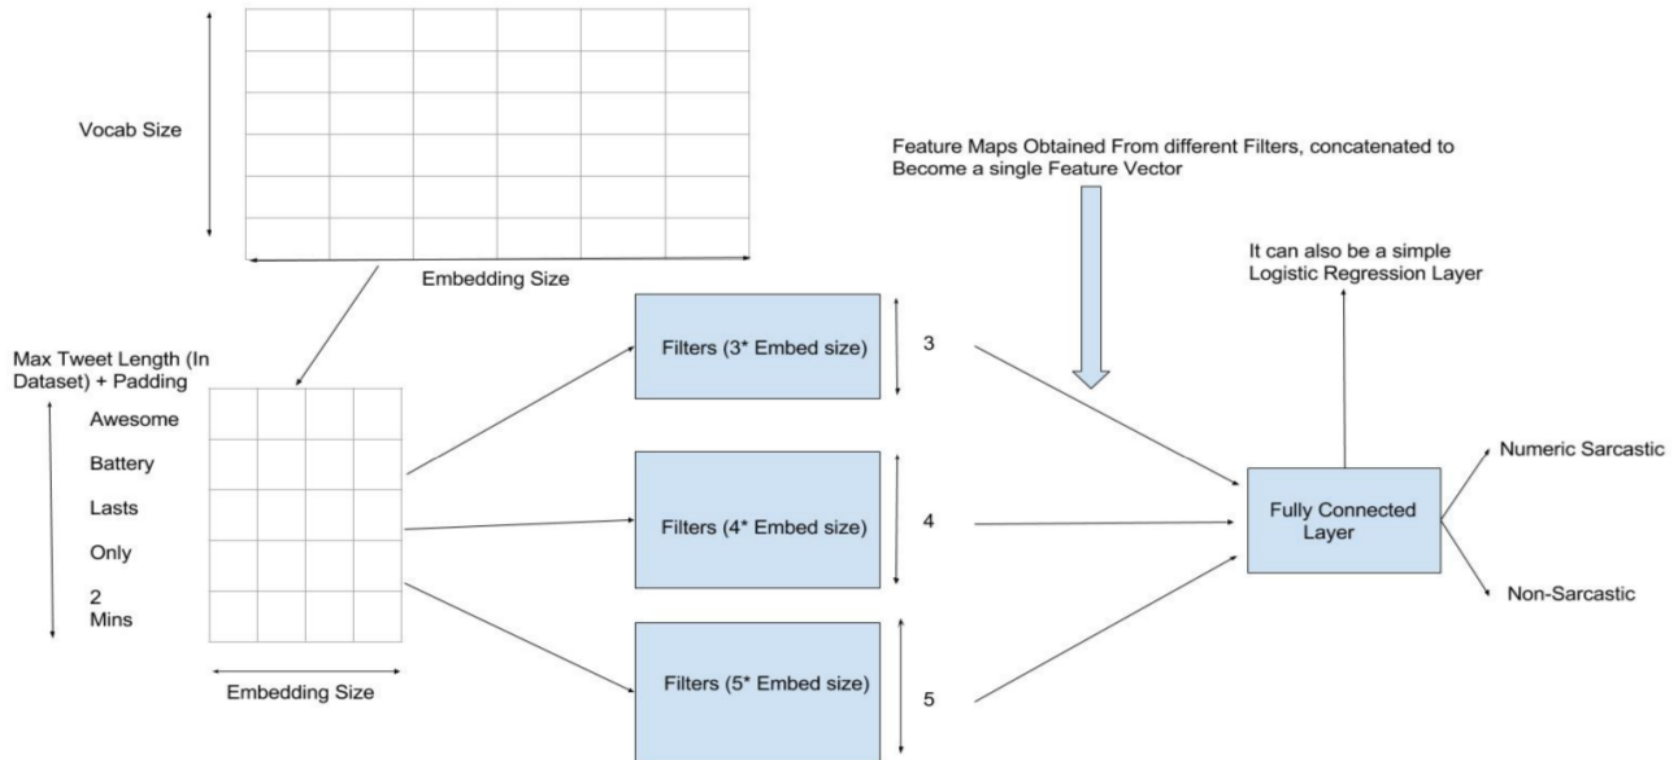 Vocab Size
Embedding Size
Feature Maps Obtained From different Filters, concatenated to
Become a single Feature Vector
It can also be a simple
Logistic Regression Layer
Max Tweet Length (In
Dataset) + Padding
Awesome
Battery
Lasts
Only
2
Mins
Embedding Size
Filters (3* Embed size)
3
Filters (4* Embed size)
4
Filters (5* Embed size)
5
Fully Connected
Layer
Numeric Sarcastic
Non-Sarcastic